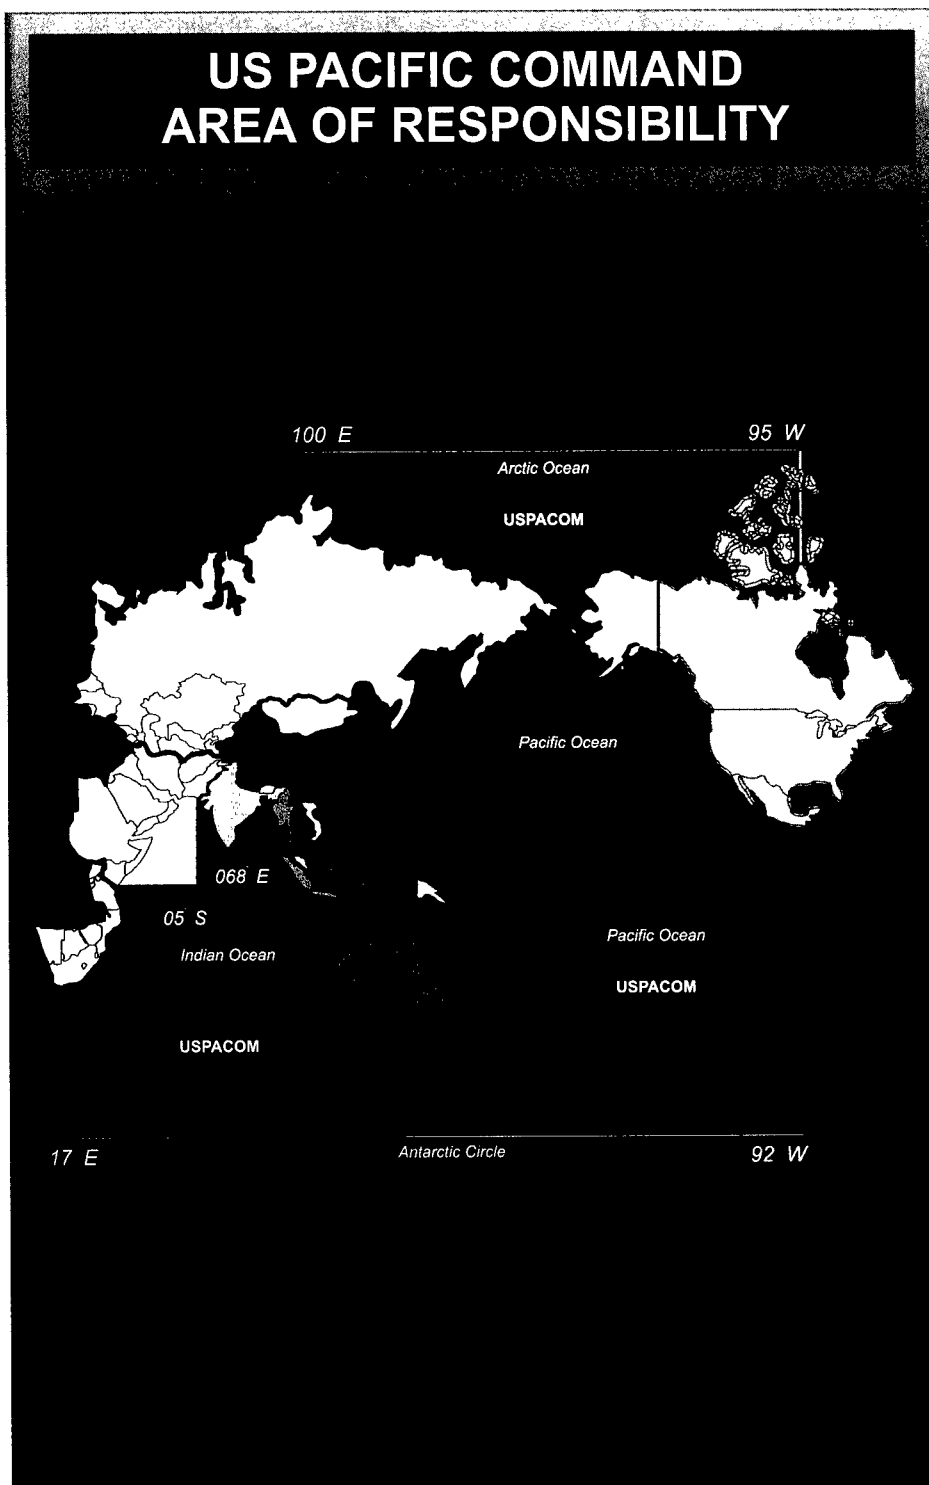 US PACIFIC COMMAND
AREA OF RESPONSIBILITY
100 E
95 W
Arctic Ocean
USPACOM
Pacific Ocean
068 E
05 S
Indian Ocean
Pacific Ocean
USPACOM
USPACOM
17 E
Antarctic Circle
92 W